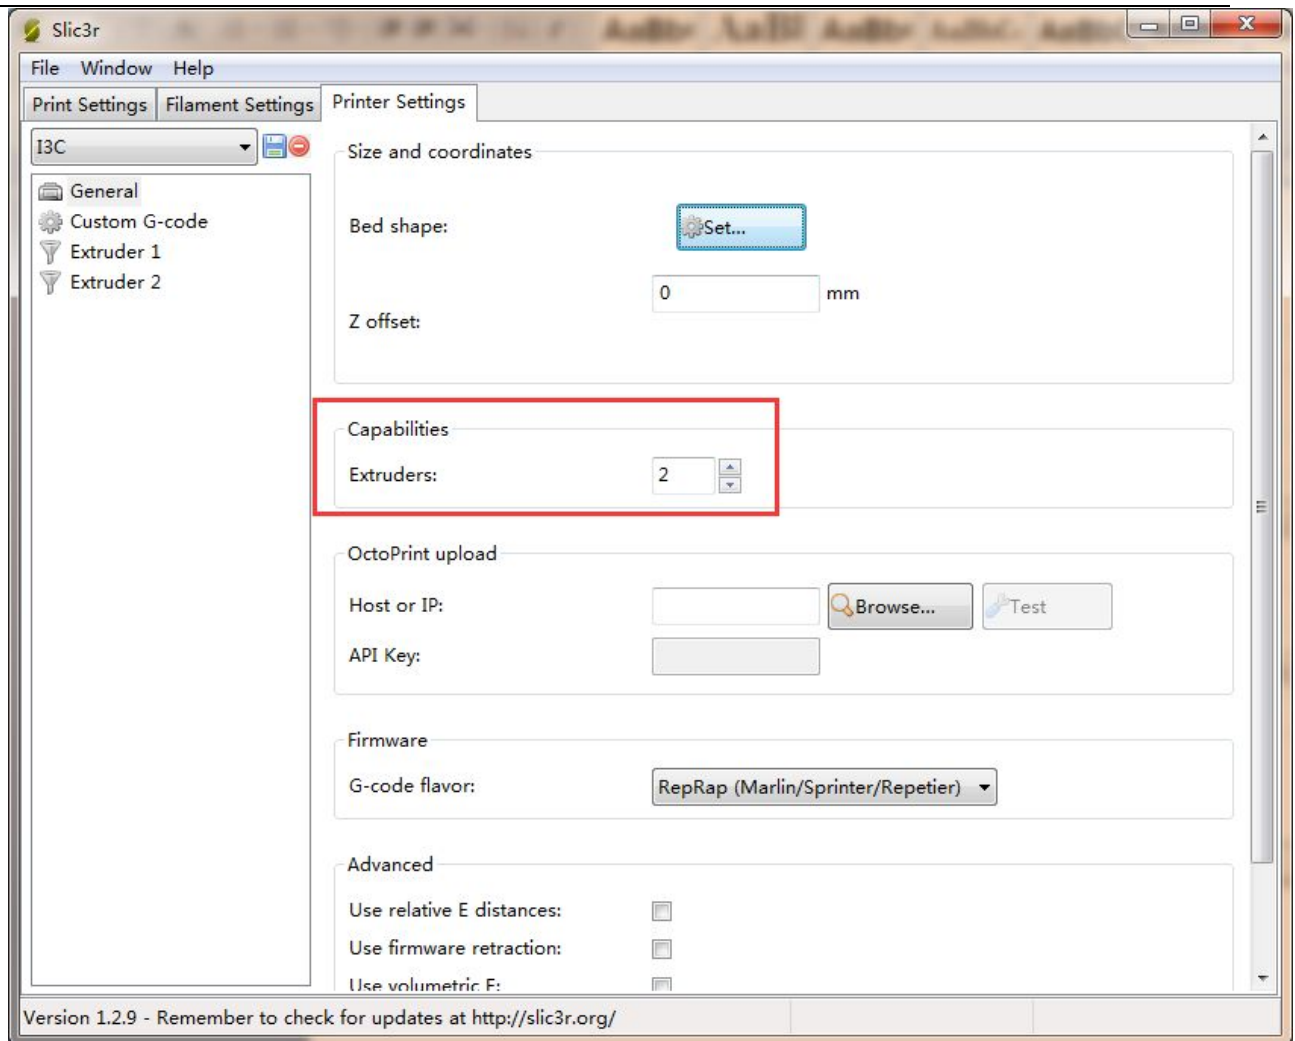 Slic3r
File Window Help
Print Settings Filament Settings Printer Settings
I3C
General
Custom G-code
Extruder 1
Extruder 2
Size and coordinates
Bed shape: Set...
0 mm
Z offset:
Capabilities
Extruders: 2
OctoPrint upload
Host or IP: Browse... Test
API Key:
Firmware
G-code flavor: RepRap (Marlin/Sprinter/Repetier)
Advanced
Use relative E distances:
Use firmware retraction:
Use volumetric E:
Version 1.2.9 - Remember to check for updates at http://slic3r.org/